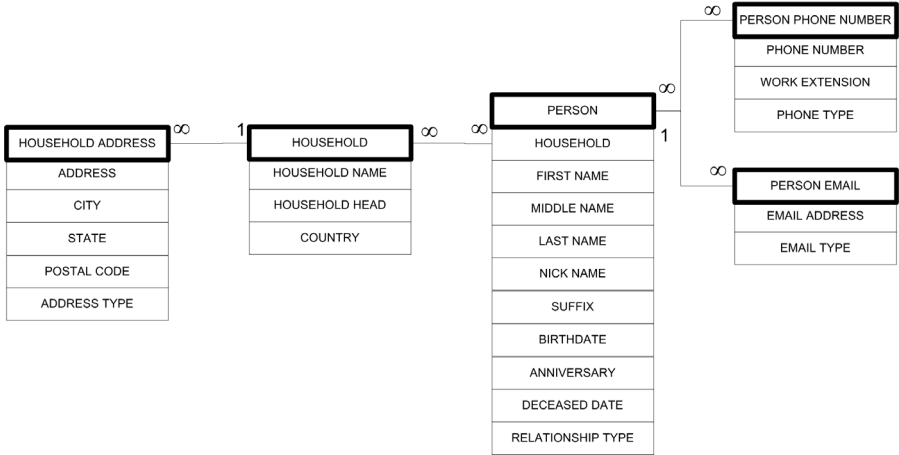 HOUSEHOLD ADDRESS
ADDRESS
CITY
STATE
POSTAL CODE
ADDRESS TYPE
∞
1
HOUSEHOLD
HOUSEHOLD NAME
HOUSEHOLD HEAD
COUNTRY
∞
∞
PERSON
HOUSEHOLD
FIRST NAME
MIDDLE NAME
LAST NAME
NICK NAME
SUFFIX
BIRTHDATE
ANNIVERSARY
DECEASED DATE
RELATIONSHIP TYPE
∞
1
∞
PERSON PHONE NUMBER
PHONE NUMBER
WORK EXTENSION
PHONE TYPE
∞
PERSON EMAIL
EMAIL ADDRESS
EMAIL TYPE